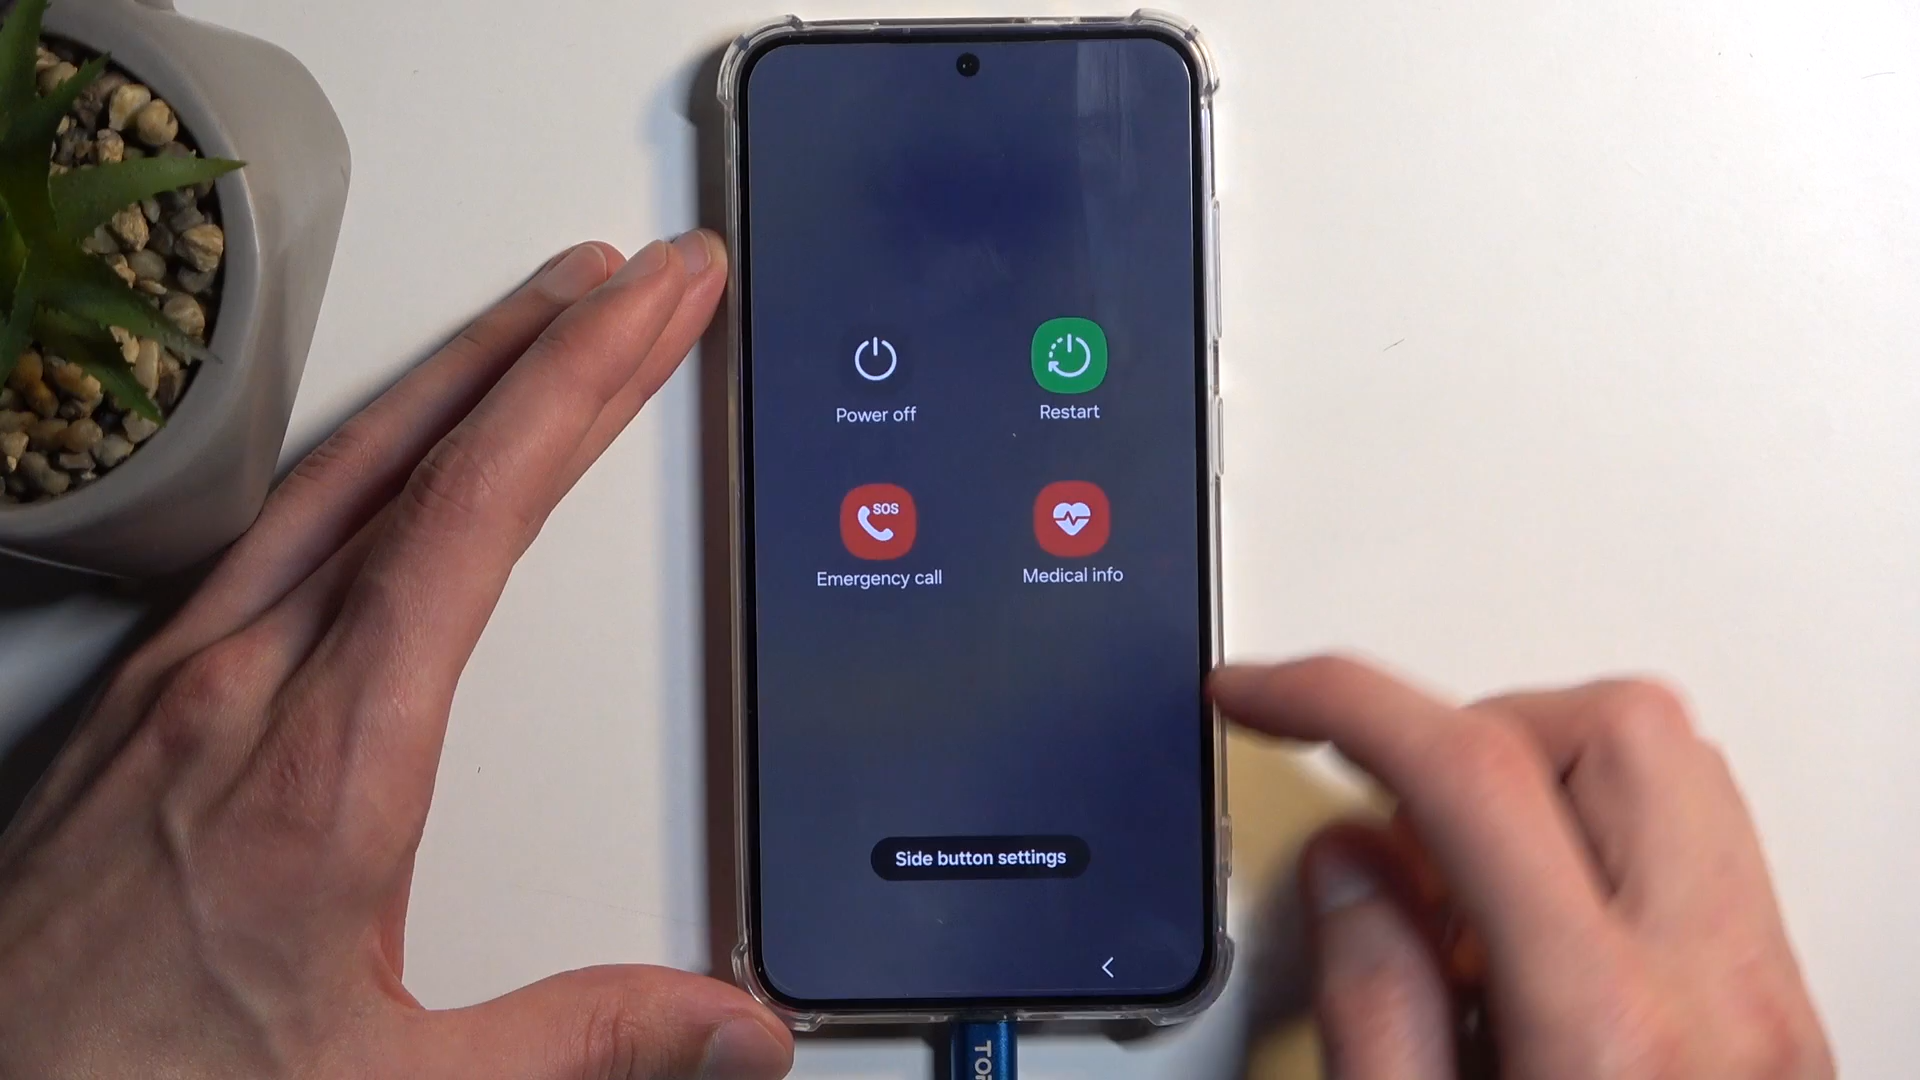 Power off
Restart
SOS
Emergency call
Medical info
Side button settings